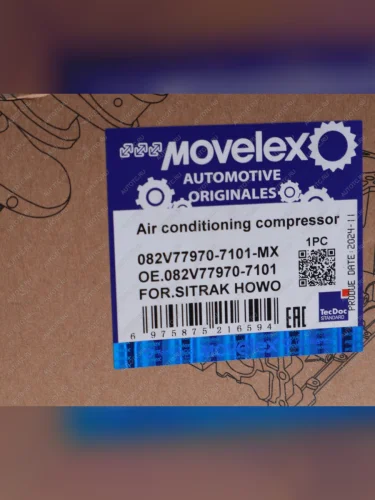 Movelex
AUTOMOTIVE
ORIGINALES
Air conditioning compressor
082V77970-7101-MX
OE.082V77970-7101
FOR.SITRAK HOWO
1PC
6 975875 216594
EAC
TecDoc
STANDARD
PRODUE DATE 2024-11